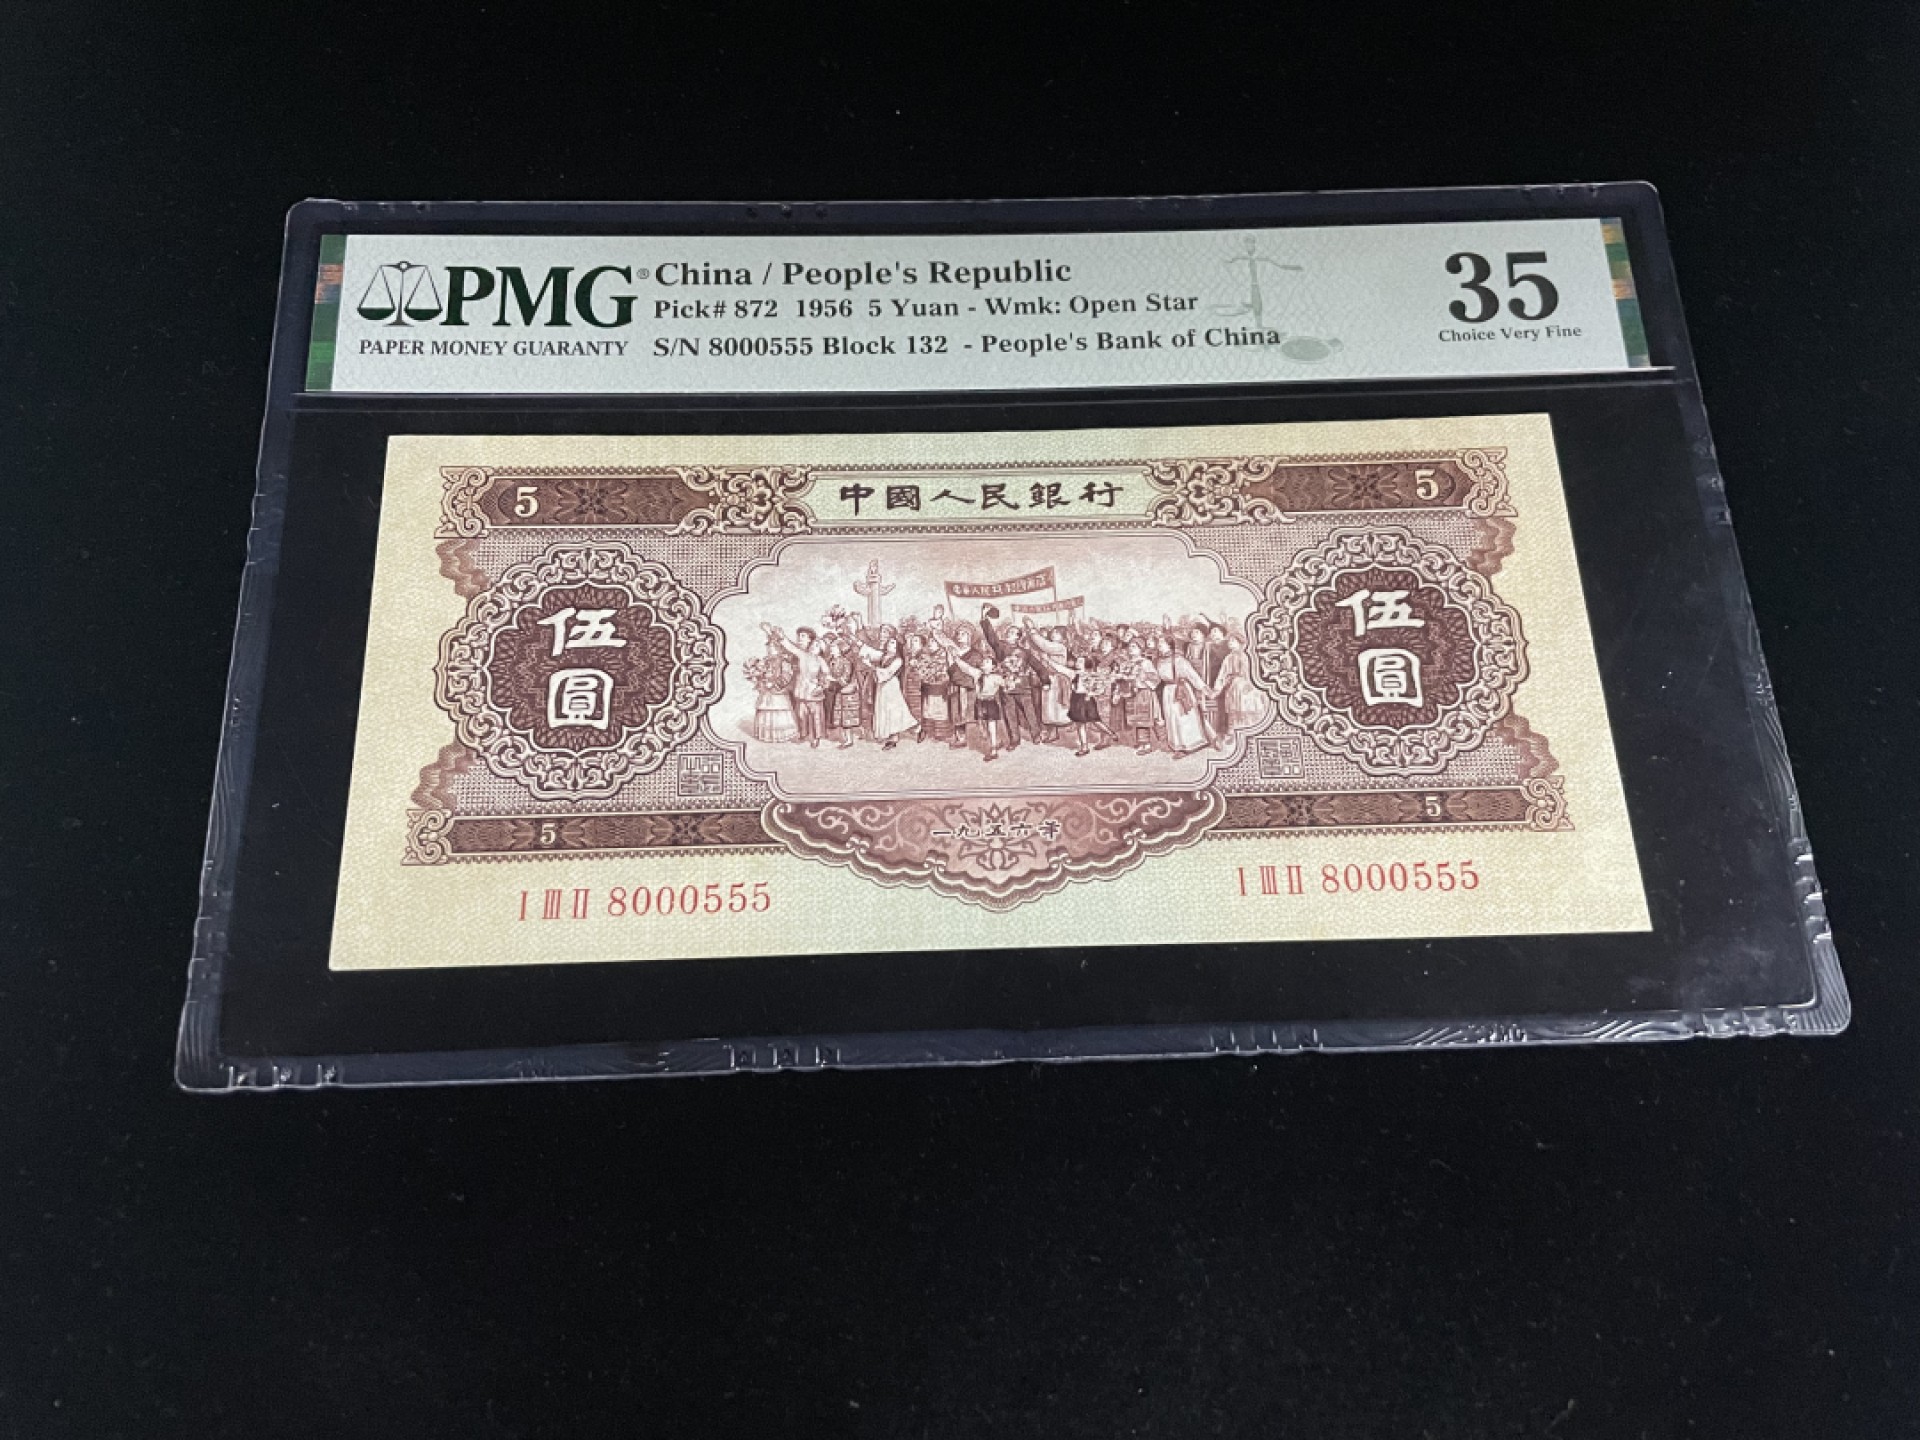 PMG® China / People's Republic
Pick# 872 1956 5 Yuan - Wmk: Open Star
PAPER MONEY GUARANTY S/N 8000555 Block 132 - People's Bank of China
35
Choice Very Fine
5 中國人民銀行 5
伍圓 伍圓
5 一九五六年 5
I III II 8000555 I III II 8000555